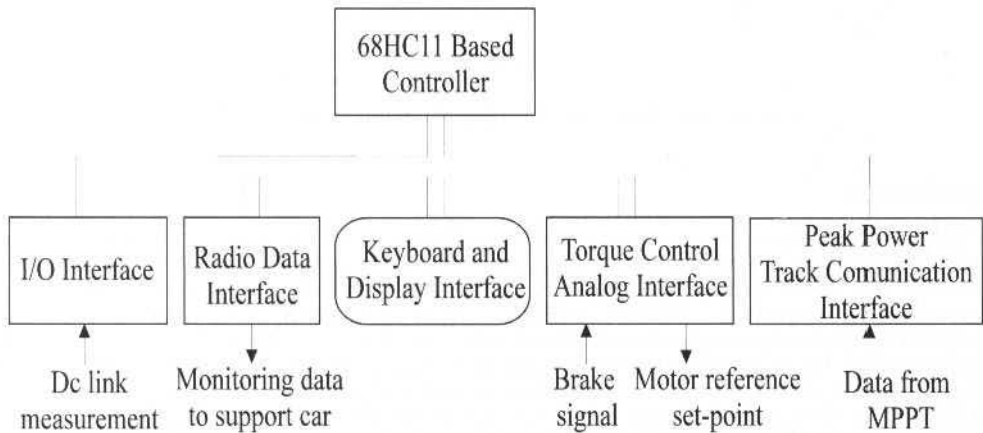 68HC11 Based
Controller
I/O Interface
Radio Data
Interface
Keyboard and
Display Interface
Torque Control
Analog Interface
Peak Power
Track Comunication
Interface
Dc link
measurement
Monitoring data
to support car
Brake
signal
Motor reference
set-point
Data from
MPPT